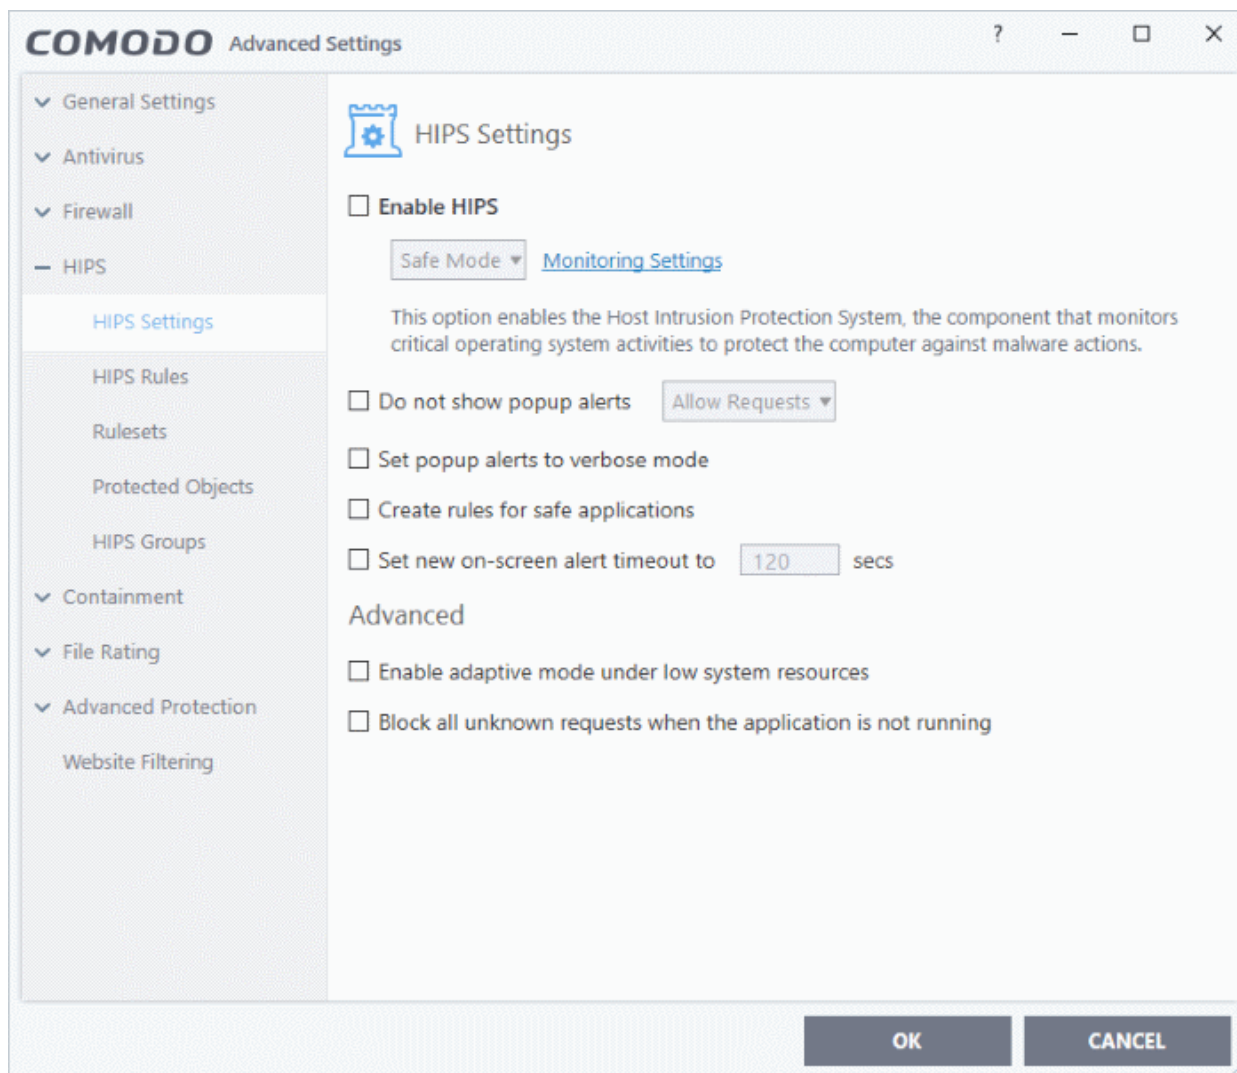 COMODO Advanced Settings ?
General Settings
Antivirus
Firewall
HIPS
HIPS Settings
HIPS Rules
Rulesets
Protected Objects
HIPS Groups
Containment
File Rating
Advanced Protection
Website Filtering
HIPS Settings
Enable HIPS
Safe Mode Monitoring Settings
This option enables the Host Intrusion Protection System, the component that monitors
critical operating system activities to protect the computer against malware actions.
Do not show popup alerts Allow Requests
Set popup alerts to verbose mode
Create rules for safe applications
Set new on-screen alert timeout to 120 secs
Advanced
Enable adaptive mode under low system resources
Block all unknown requests when the application is not running
OK CANCEL